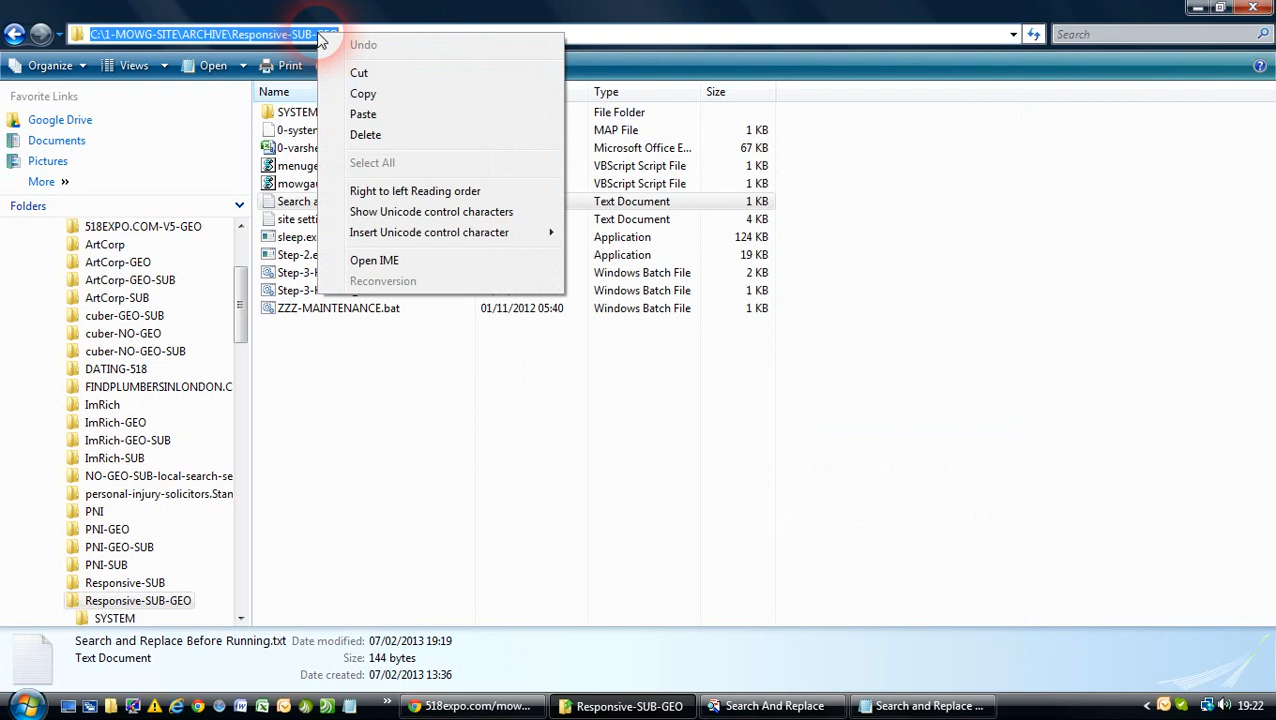 C:\1-MOWG-SITE\ARCHIVE\Responsive-SUB-GEO
Search
Organize Views Open Print
Undo
Cut
Copy
Paste
Delete
Select All
Right to left Reading order
Show Unicode control characters
Insert Unicode control character
Open IME
Reconversion
Favorite Links
Google Drive
Documents
Pictures
More »
Folders
518EXPO.COM-V5-GEO
ArtCorp
ArtCorp-GEO
ArtCorp-GEO-SUB
ArtCorp-SUB
cuber-GEO-SUB
cuber-NO-GEO
cuber-NO-GEO-SUB
DATING-518
FINDPLUMBERSINLONDON.C
ImRich
ImRich-GEO
ImRich-GEO-SUB
ImRich-SUB
NO-GEO-SUB-local-search-se
personal-injury-solicitors.Stan
PNI
PNI-GEO
PNI-GEO-SUB
PNI-SUB
Responsive-SUB
Responsive-SUB-GEO
SYSTEM
Name Type Size
SYSTEM File Folder
0-system MAP File 1 KB
0-varshe Microsoft Office E... 67 KB
menuge VBScript Script File 1 KB
mowga VBScript Script File 1 KB
Search a Text Document 1 KB
site setti Text Document 4 KB
sleep.ex Application 124 KB
Step-2.e Application 19 KB
Step-3- Windows Batch File 2 KB
Step-3- Windows Batch File 1 KB
ZZZ-MAINTENANCE.bat 01/11/2012 05:40 Windows Batch File 1 KB
Search and Replace Before Running.txt Date modified: 07/02/2013 19:19
Text Document Size: 144 bytes
Date created: 07/02/2013 13:36
518expo.com/mow... Responsive-SUB-GEO Search And Replace Search and Replace ... 19:22